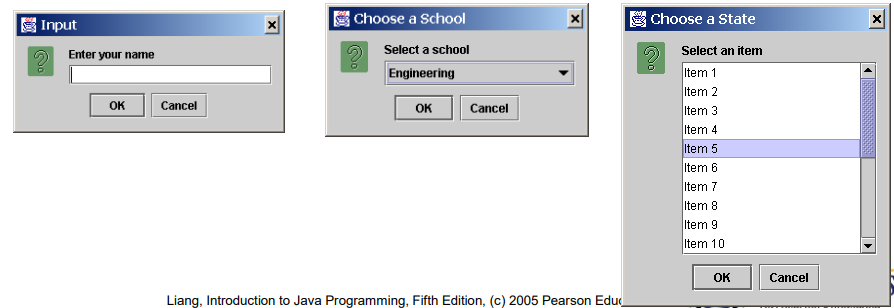 Input
Enter your name
OK
Cancel
Choose a School
Select a school
Engineering
OK
Cancel
Choose a State
Select an item
Item 1
Item 2
Item 3
Item 4
Item 5
Item 6
Item 7
Item 8
Item 9
Item 10
OK
Cancel
Liang, Introduction to Java Programming, Fifth Edition, (c) 2005 Pearson